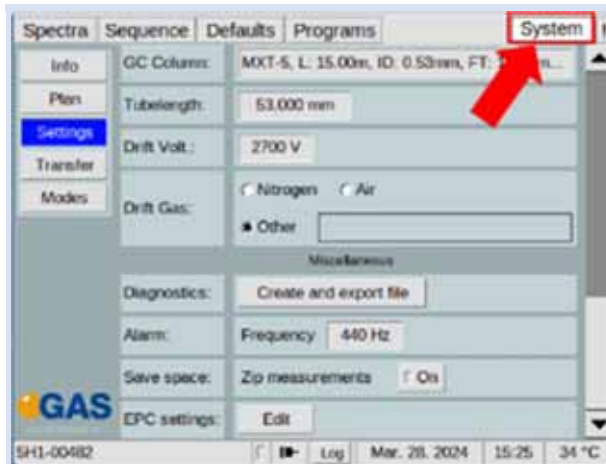 Spectra Sequence Defaults Programs System
Info
Plan
Settings
Transfer
Modes
GC Column: MXT-5, L: 15.00m, ID: 0.53mm, FT:
Tubelength: 53.000 mm
Drift Volt.: 2700 V
Drift Gas: Nitrogen Air
Other
Miscellaneous
Diagnostics: Create and export file
Alarm: Frequency 440 Hz
Save space: Zip measurements On
EPC settings: Edit
GAS
5H1-00482 Log Mar. 28. 2024 15:25 34 °C